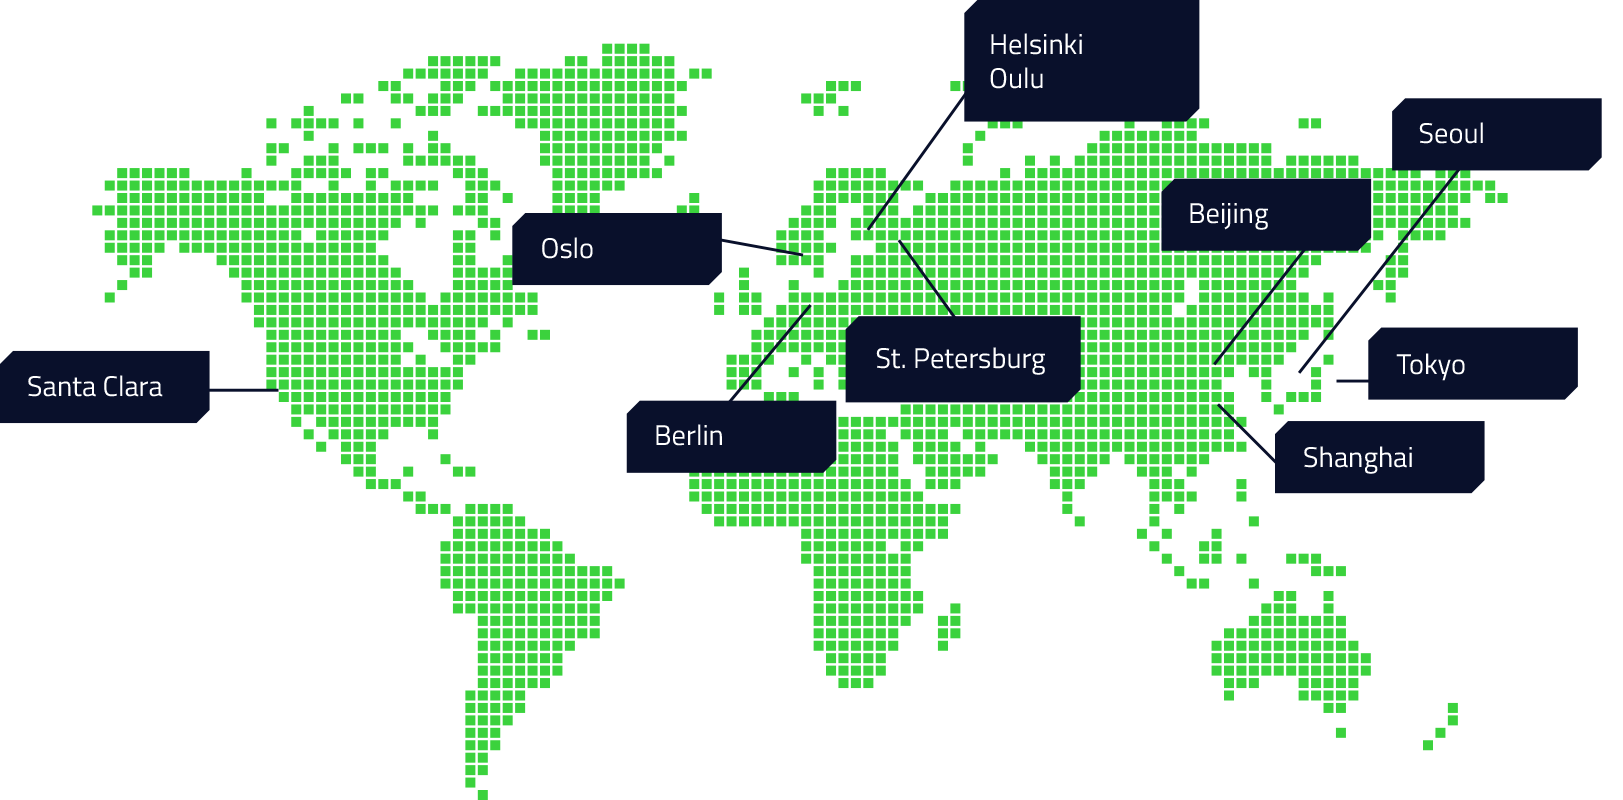 Helsinki
Oulu
Seoul
Beijing
Oslo
St. Petersburg
Tokyo
Santa Clara
Berlin
Shanghai